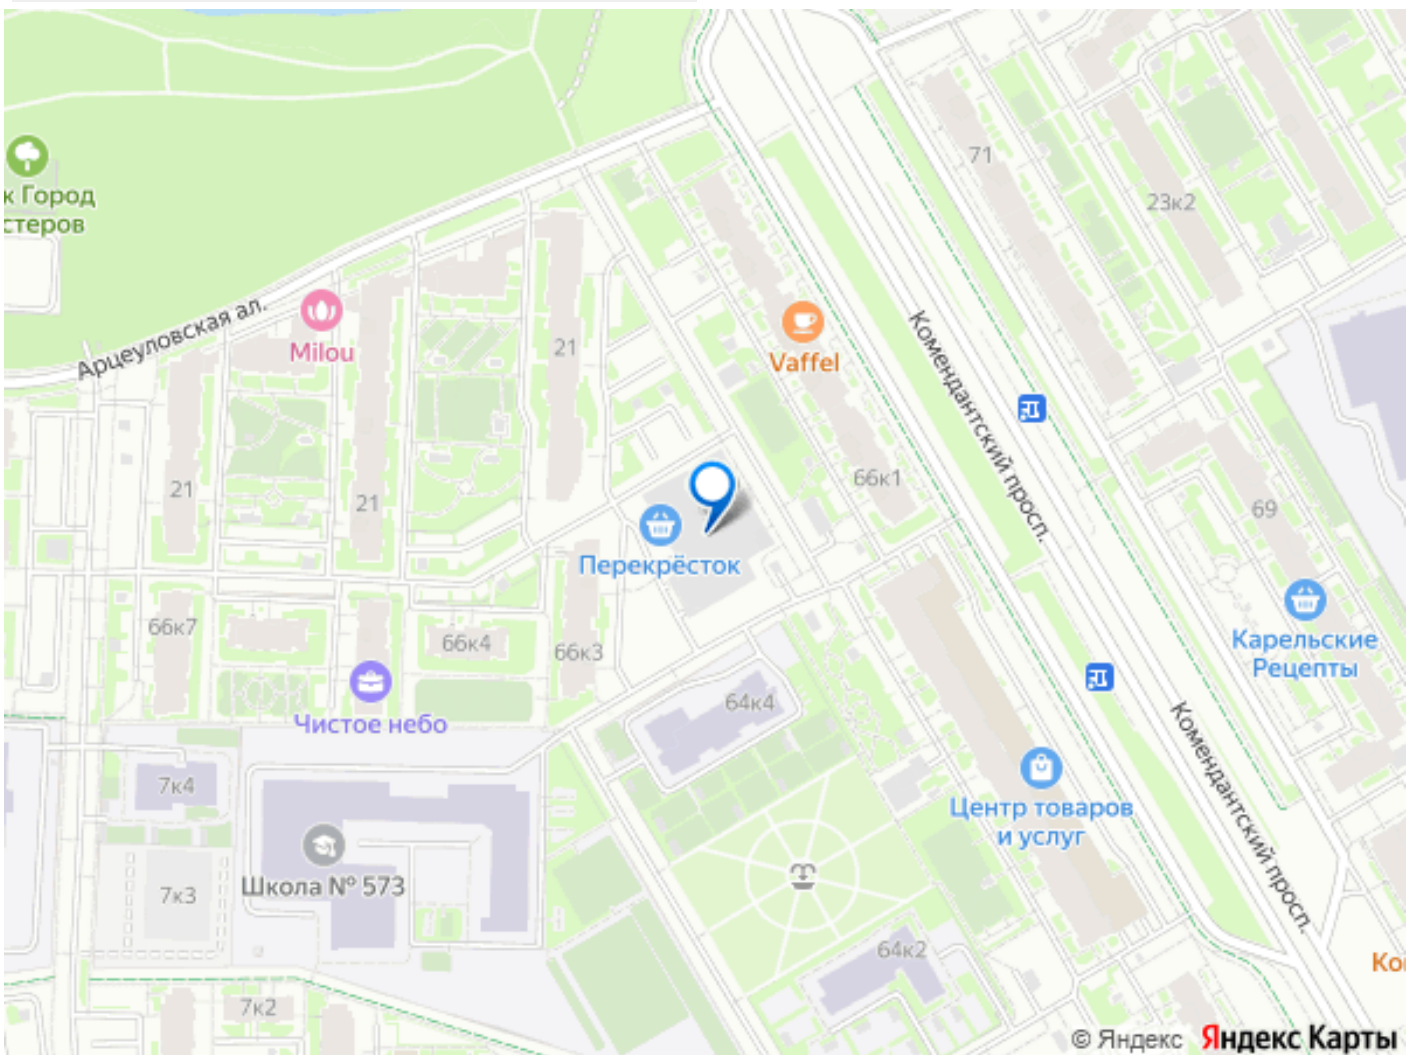 к Город
стеров
Арцеуловская ал.
Milou
21
Vaffel
71
23к2
Комендантский просп.
21
21
66к1
69
Перекрёсток
Карельские
Рецепты
66к7
66к4
66к3
Чистое небо
64к4
Комендантский просп.
7к4
Центр товаров
и услуг
Школа № 573
7к3
64к2
Ко
7к2
© Яндекс Яндекс Карты